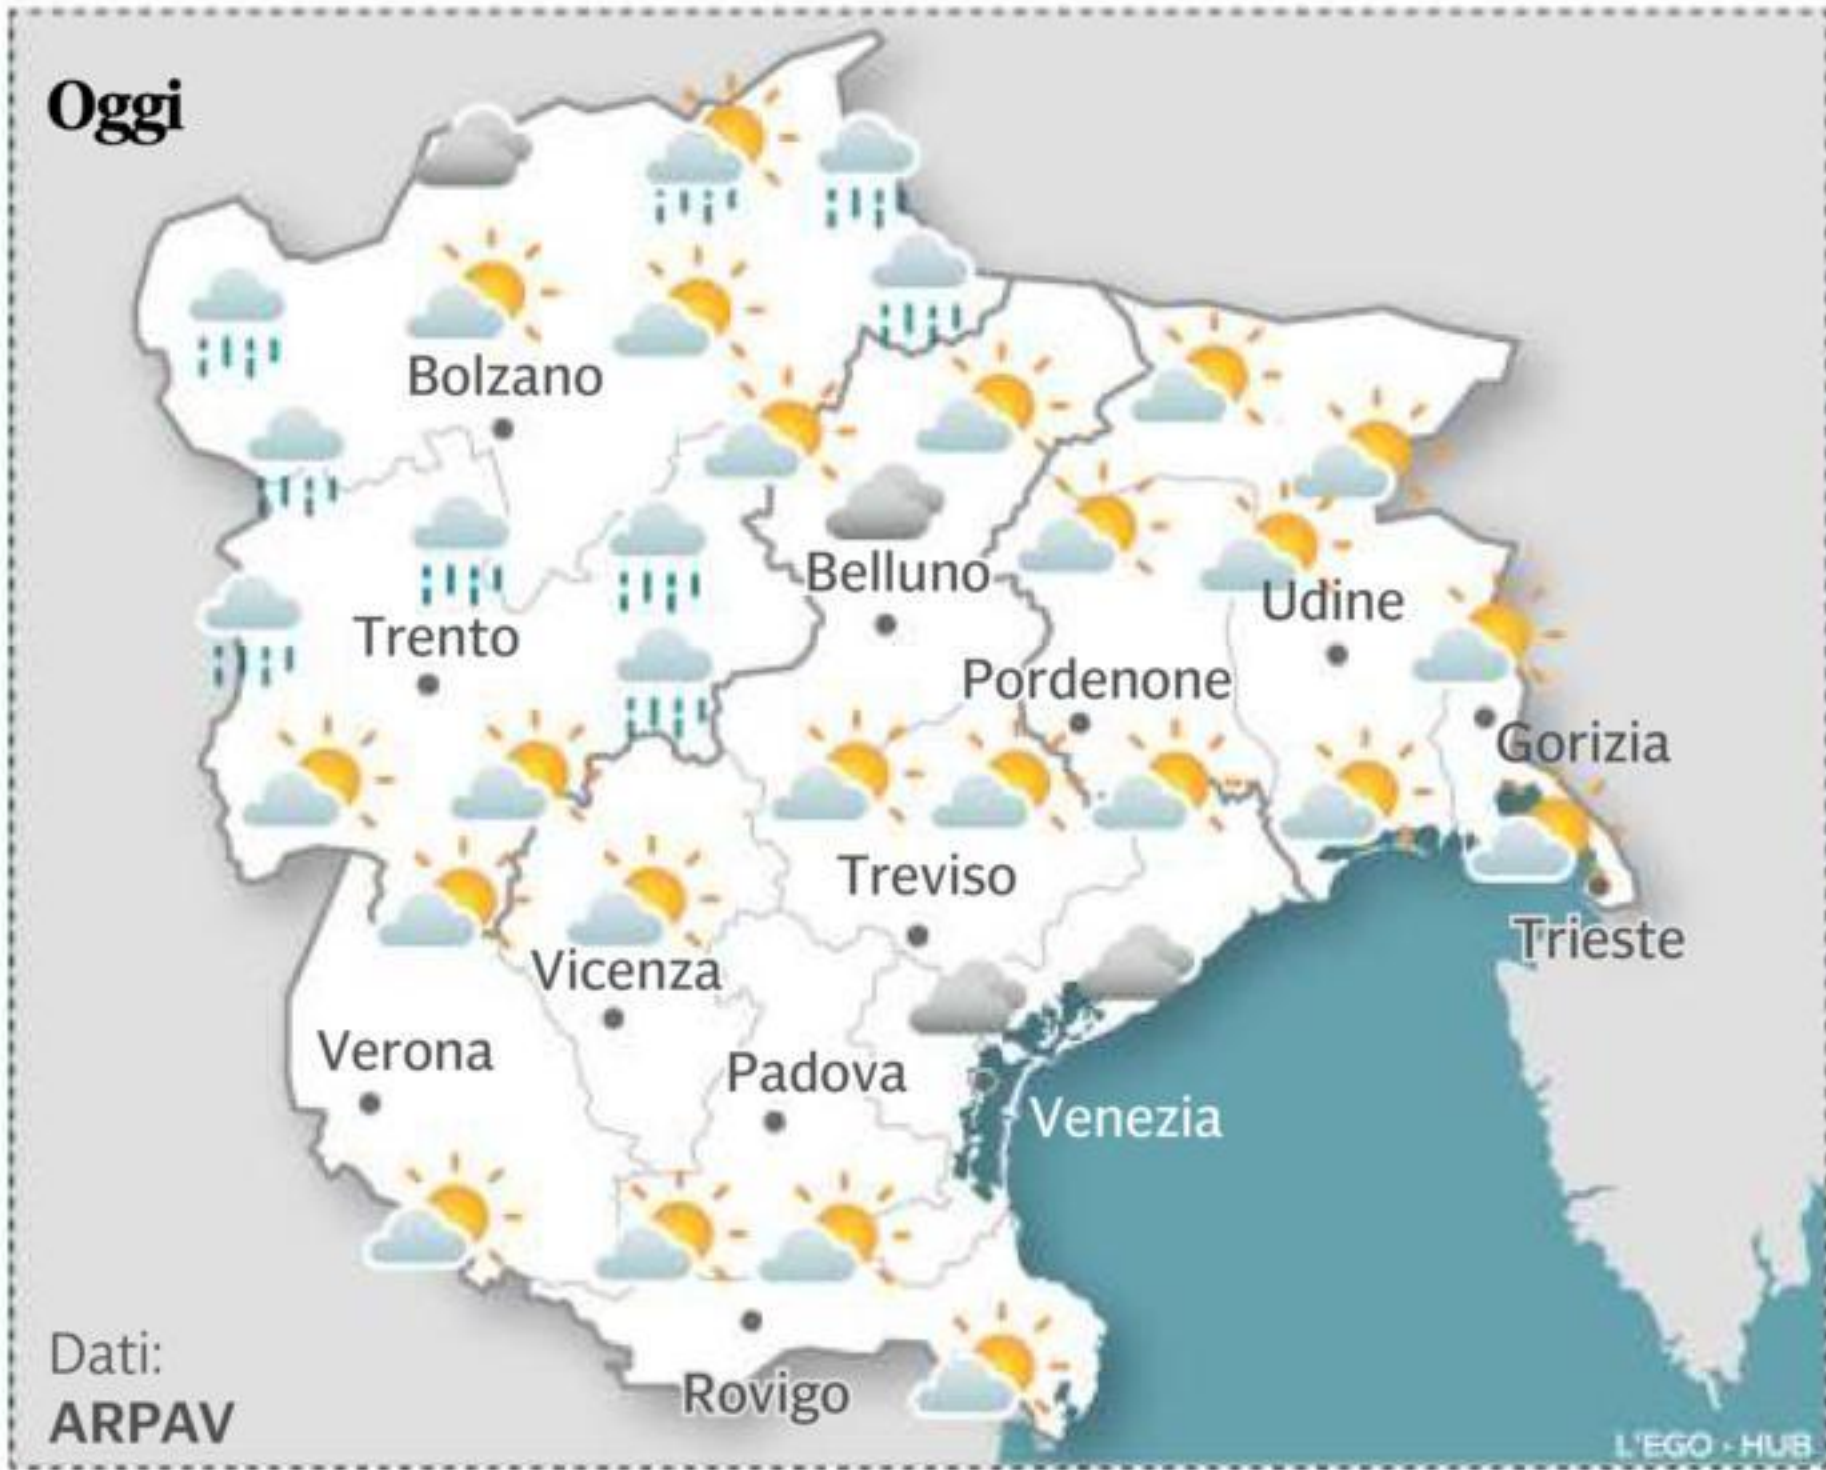 Oggi
Bolzano
Belluno
Udine
Trento
Pordenone
Gorizia
Treviso
Trieste
Vicenza
Verona
Padova
Venezia
Dati:
ARPAV
Rovigo
L'EGO - HUB